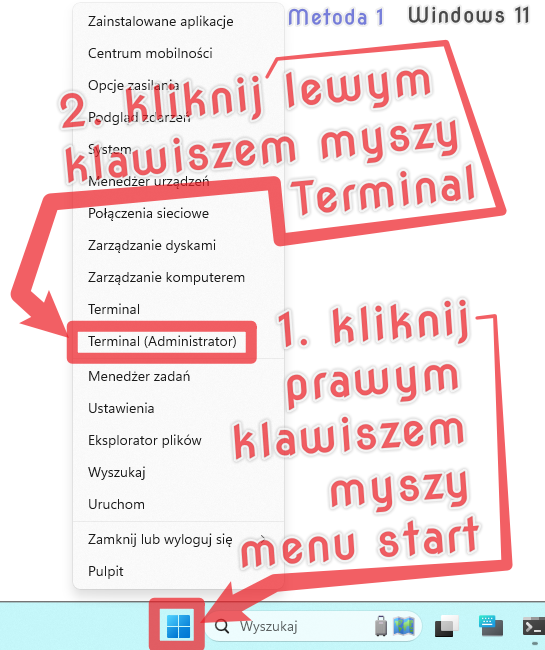 Metoda 1 Windows 11
Zainstalowane aplikacje
Centrum mobilności
Opcje zasilania
2. kliknij lewym
Podgląd zdarzeń
klawiszem myszy
System
Menedżer urządzeń
Terminal
Połączenia sieciowe
Zarządzanie dyskami
Zarządzanie komputerem
Terminal
Terminal (Administrator)
Menedżer zadań
Ustawienia
Eksplorator plików
Wyszukaj
Uruchom
Zamknij lub wyloguj się
Pulpit
1. kliknij
prawym
klawiszem
myszy
menu start
Wyszukaj